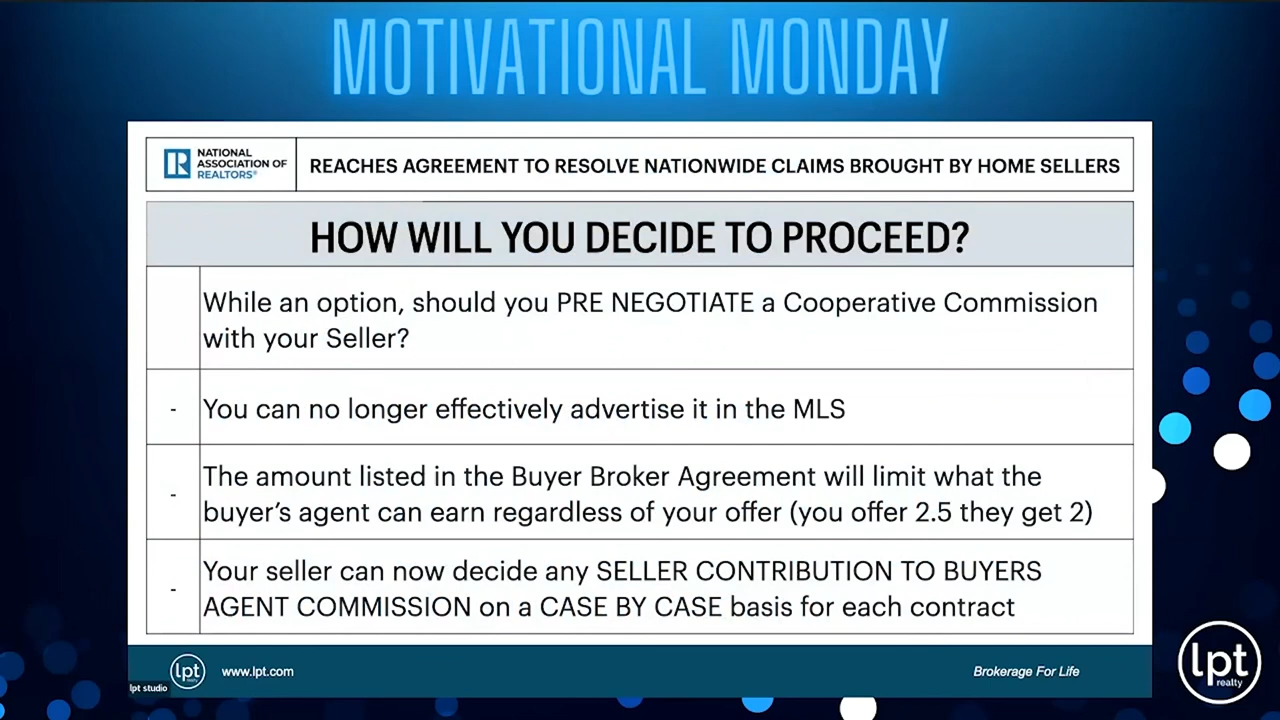 MOTIVATIONAL MONDAY
NATIONAL
ASSOCIATION OF
REALTORS®
REACHES AGREEMENT TO RESOLVE NATIONWIDE CLAIMS BROUGHT BY HOME SELLERS
HOW WILL YOU DECIDE TO PROCEED?
While an option, should you PRE NEGOTIATE a Cooperative Commission
with your Seller?
- You can no longer effectively advertise it in the MLS
- The amount listed in the Buyer Broker Agreement will limit what the
buyer's agent can earn regardless of your offer (you offer 2.5 they get 2)
- Your seller can now decide any SELLER CONTRIBUTION TO BUYERS
AGENT COMMISSION on a CASE BY CASE basis for each contract
lpt
www.lpt.com
Brokerage For Life
lpt studio
lpt
realty